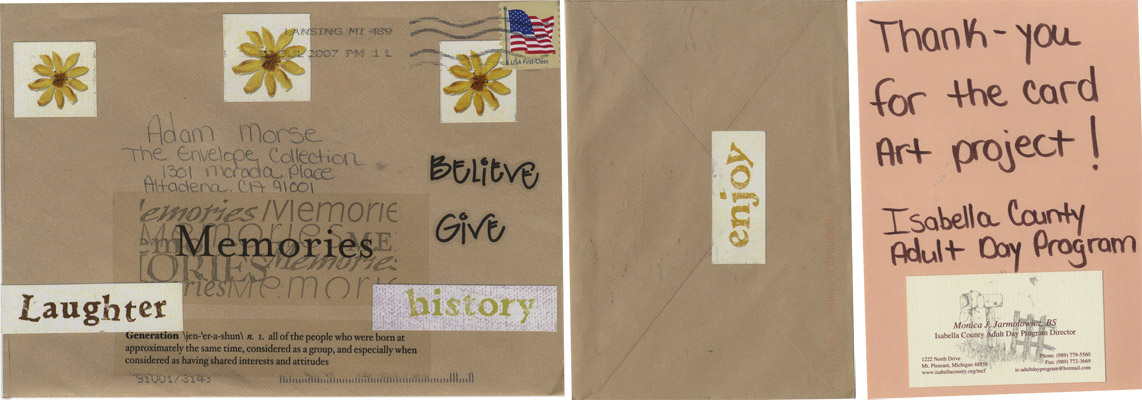 LANSING MI 489
JUL 2007 PM 1 L
USA First-Class
Adam Morse
The Envelope Collection
1301 Morada Place
Altadena, CA 91001
BELIEVE
GIVE
emories Memorie
Memories
Laughter
history
Generation \jen-'er-a-shun\ n. 1. all of the people who were born at
approximately the same time, considered as a group, and especially when
considered as having shared interests and attitudes
91001/3143
enjoy
Thank-you
for the card
Art project!
Isabella County
Adult Day Program
Monica J. Jarmolowicz, BS
Isabella County Adult Day Program Director
1222 North Drive
Mt. Pleasant, Michigan 48858
www.isabellacounty.org/mcf
Phone: (989) 779-5560
Fax: (989) 772-3669
ic-adultdayprogram@hotmail.com